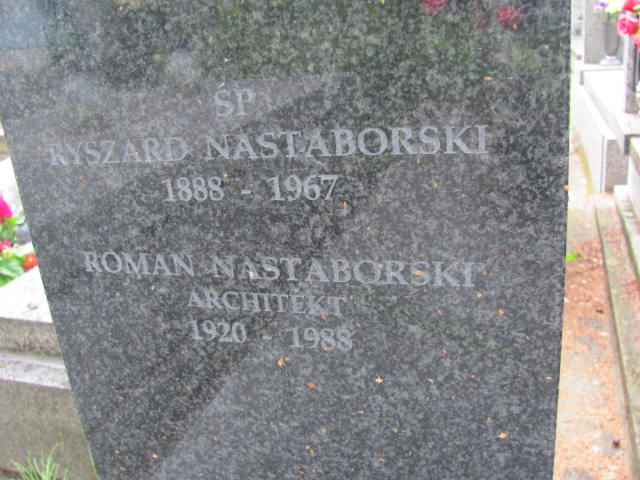 ŚP
RYSZARD NASTABORSKI
1888 - 1967
ROMAN NASTABORSKI
ARCHITEKT
1920 - 1988